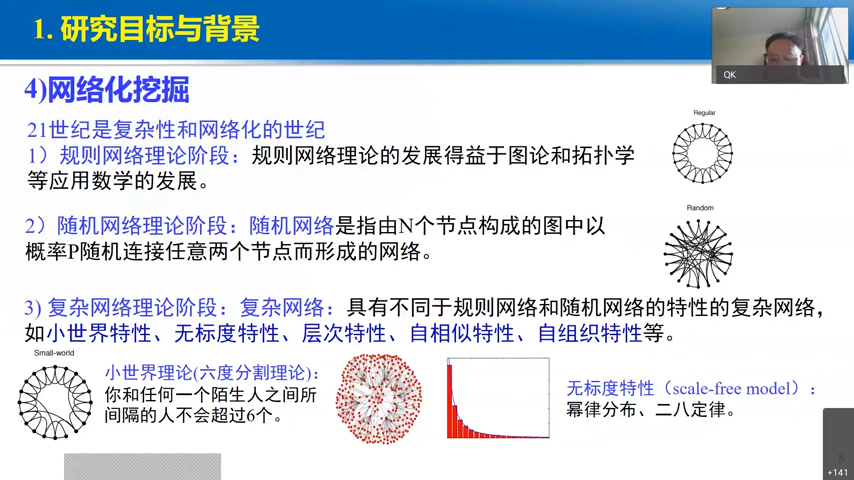 1. 研究目标与背景
QK
4)网络化挖掘
21世纪是复杂性和网络化的世纪
1）规则网络理论阶段：规则网络理论的发展得益于图论和拓扑学
等应用数学的发展。
Regular
2）随机网络理论阶段：随机网络是指由N个节点构成的图中以
概率P随机连接任意两个节点而形成的网络。
Random
3) 复杂网络理论阶段：复杂网络：具有不同于规则网络和随机网络的特性的复杂网络，
如小世界特性、无标度特性、层次特性、自相似特性、自组织特性等。
Small-world
小世界理论(六度分割理论)：
你和任何一个陌生人之间所
间隔的人不会超过6个。
无标度特性（scale-free model）：
幂律分布、二八定律。
8
+141